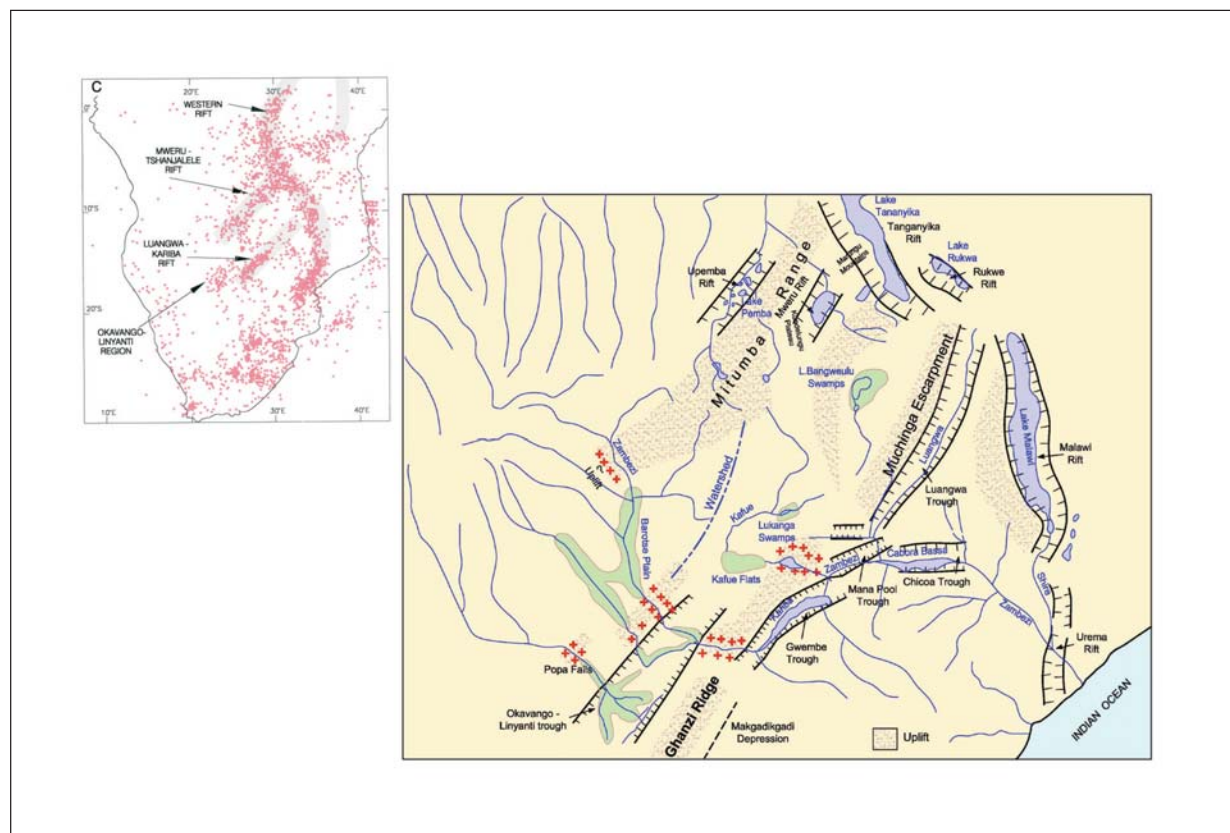 C
20°E
30°E
40°E
WESTERN
RIFT
0°
MWERU -
TSHANJALELE
RIFT
10°S
LUANGWA -
KARIBA
RIFT
20°S
OKAVANGO-
LINYANTI
REGION
10°E
20°E
30°E
40°E
Lake
Tananyika
Tanganyika
Rift
Lake
Rukwa
Rukwe
Rift
Mountains
Upemba
Rift
Lake
Pemba
Mitumba Range
Mweru Rift
Plateau
L.Bangweulu
Swamps
Muchinga Escarpment
Luangwa
Luangwa
Trough
Lake Malawi
Malawi
Rift
Zambezi
Uplift ?
Watershed
Barotse Plain
Kafue
Lukanga
Swamps
Kafue Flats
Zambezi
Cabora Bassa
Mana Pool
Trough
Chicoa Trough
Shire
Zambezi
Kariba
Gwembe
Trough
Urema
Rift
Popa Falls
Okavango -
Linyanti trough
Ghanzi Ridge
Makgadikgadi
Depression
Uplift
INDIAN OCEAN